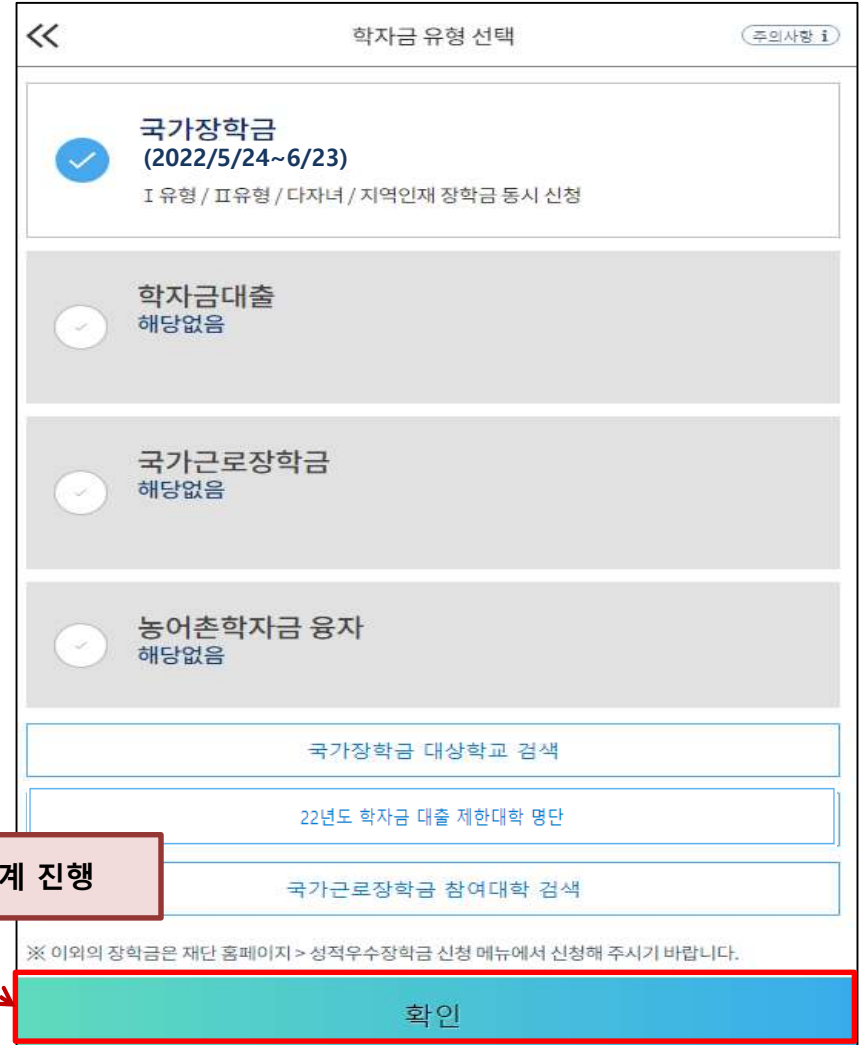 학자금 유형 선택
주의사항 i
국가장학금
(2022/5/24~6/23)
Ⅰ유형 / Ⅱ유형 / 다자녀 / 지역인재 장학금 동시 신청
학자금대출
해당없음
국가근로장학금
해당없음
농어촌학자금 융자
해당없음
국가장학금 대상학교 검색
22년도 학자금 대출 제한대학 명단
계 진행
국가근로장학금 참여대학 검색
※ 이외의 장학금은 재단 홈페이지 > 성적우수장학금 신청 메뉴에서 신청해 주시기 바랍니다.
확인